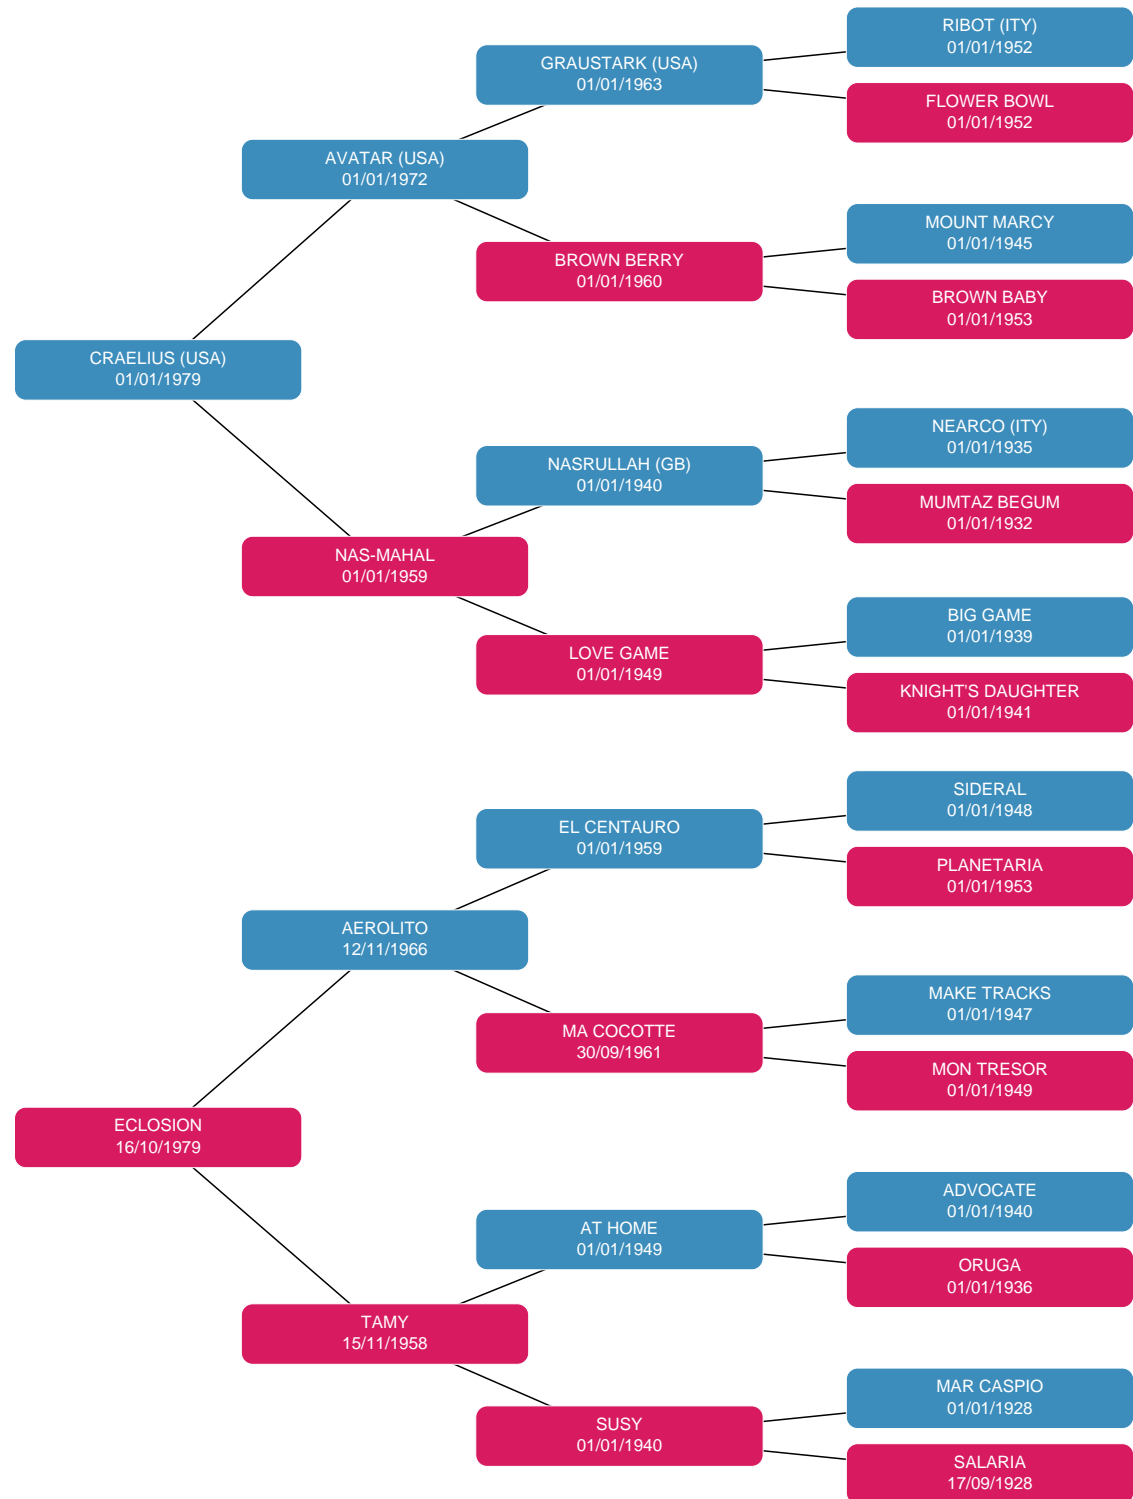 RIBOT (ITY)
01/01/1952
GRAUSTARK (USA)
01/01/1963
FLOWER BOWL
01/01/1952
AVATAR (USA)
01/01/1972
MOUNT MARCY
01/01/1945
BROWN BERRY
01/01/1960
BROWN BABY
01/01/1953
CRAELIUS (USA)
01/01/1979
NEARCO (ITY)
01/01/1935
NASRULLAH (GB)
01/01/1940
MUMTAZ BEGUM
01/01/1932
NAS-MAHAL
01/01/1959
BIG GAME
01/01/1939
LOVE GAME
01/01/1949
KNIGHT'S DAUGHTER
01/01/1941
SIDERAL
01/01/1948
EL CENTAURO
01/01/1959
PLANETARIA
01/01/1953
AEROLITO
12/11/1966
MAKE TRACKS
01/01/1947
MA COCOTTE
30/09/1961
MON TRESOR
01/01/1949
ECLOSION
16/10/1979
ADVOCATE
01/01/1940
AT HOME
01/01/1949
ORUGA
01/01/1936
TAMY
15/11/1958
MAR CASPIO
01/01/1928
SUSY
01/01/1940
SALARIA
17/09/1928